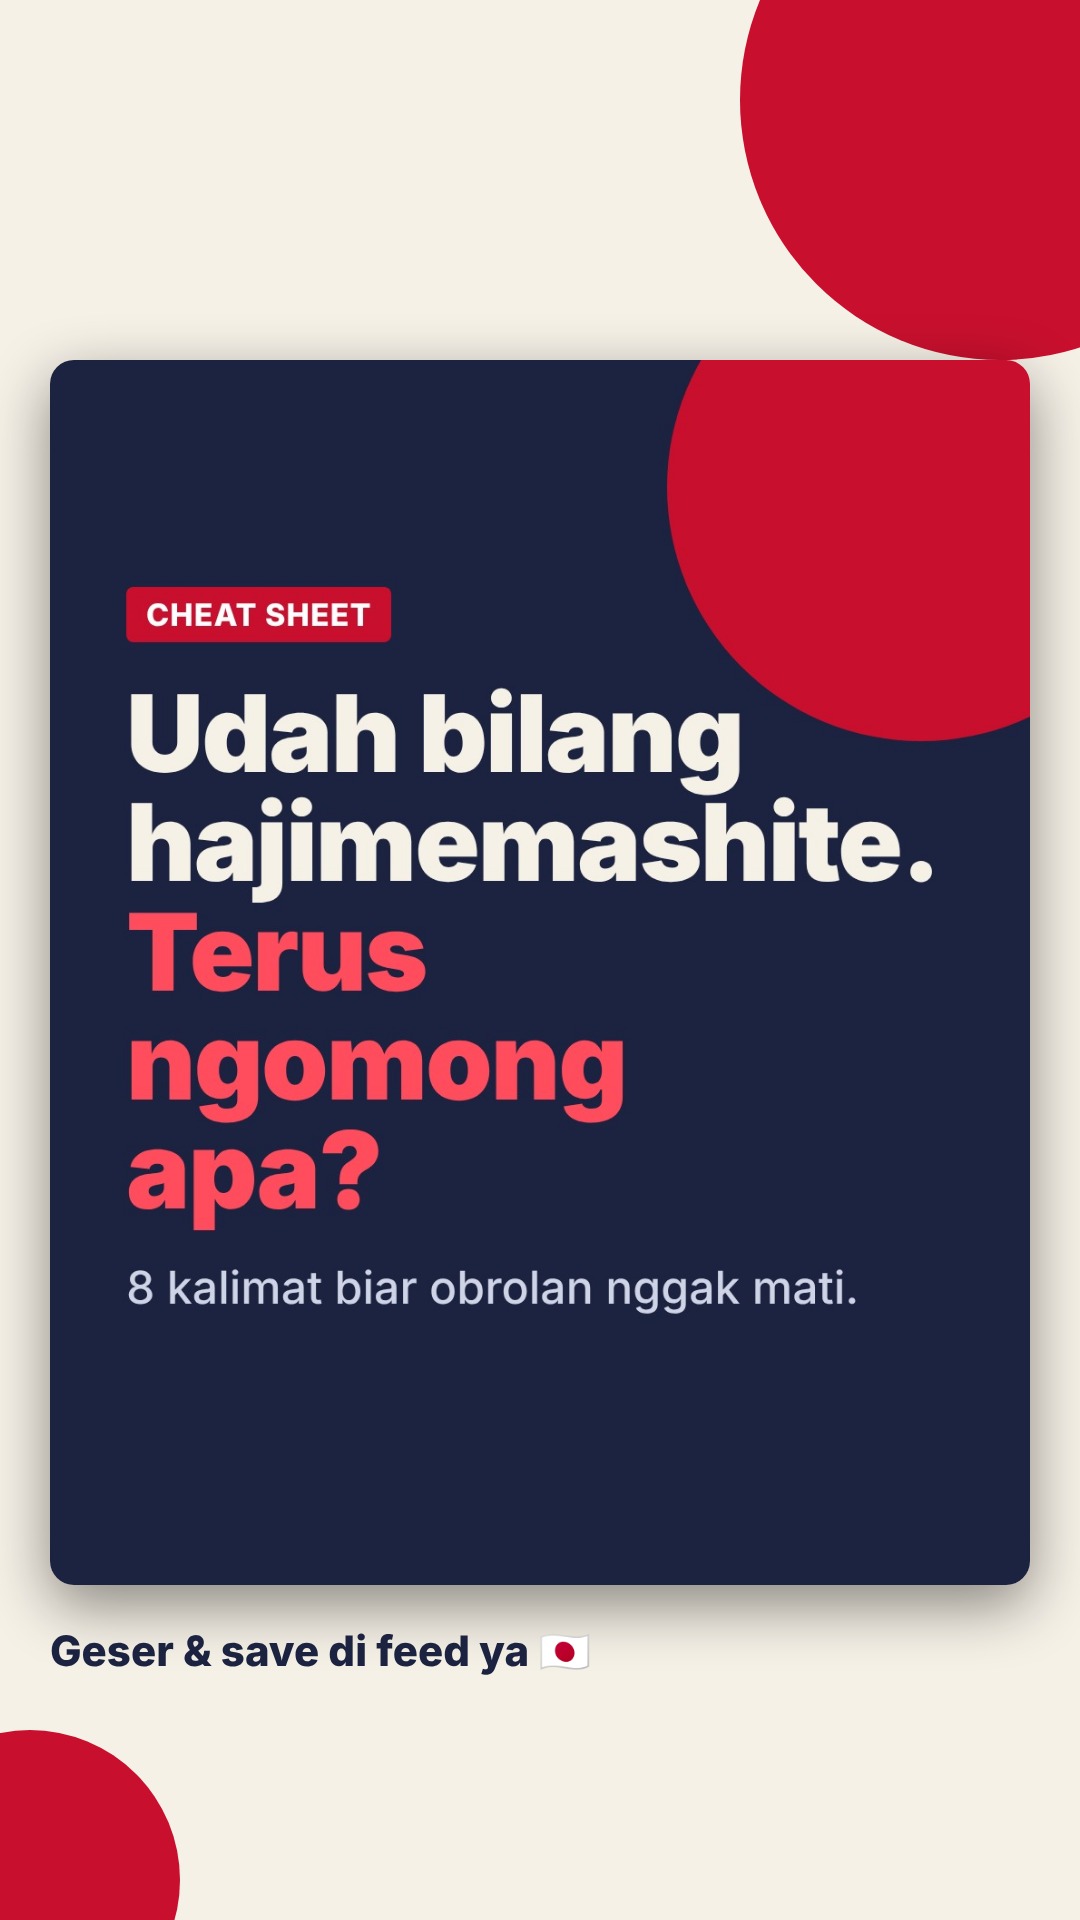 CHEAT SHEET
Udah bilang
hajimemashite.
Terus
ngomong
apa?
8 kalimat biar obrolan nggak mati.
Geser & save di feed ya 🇯🇵